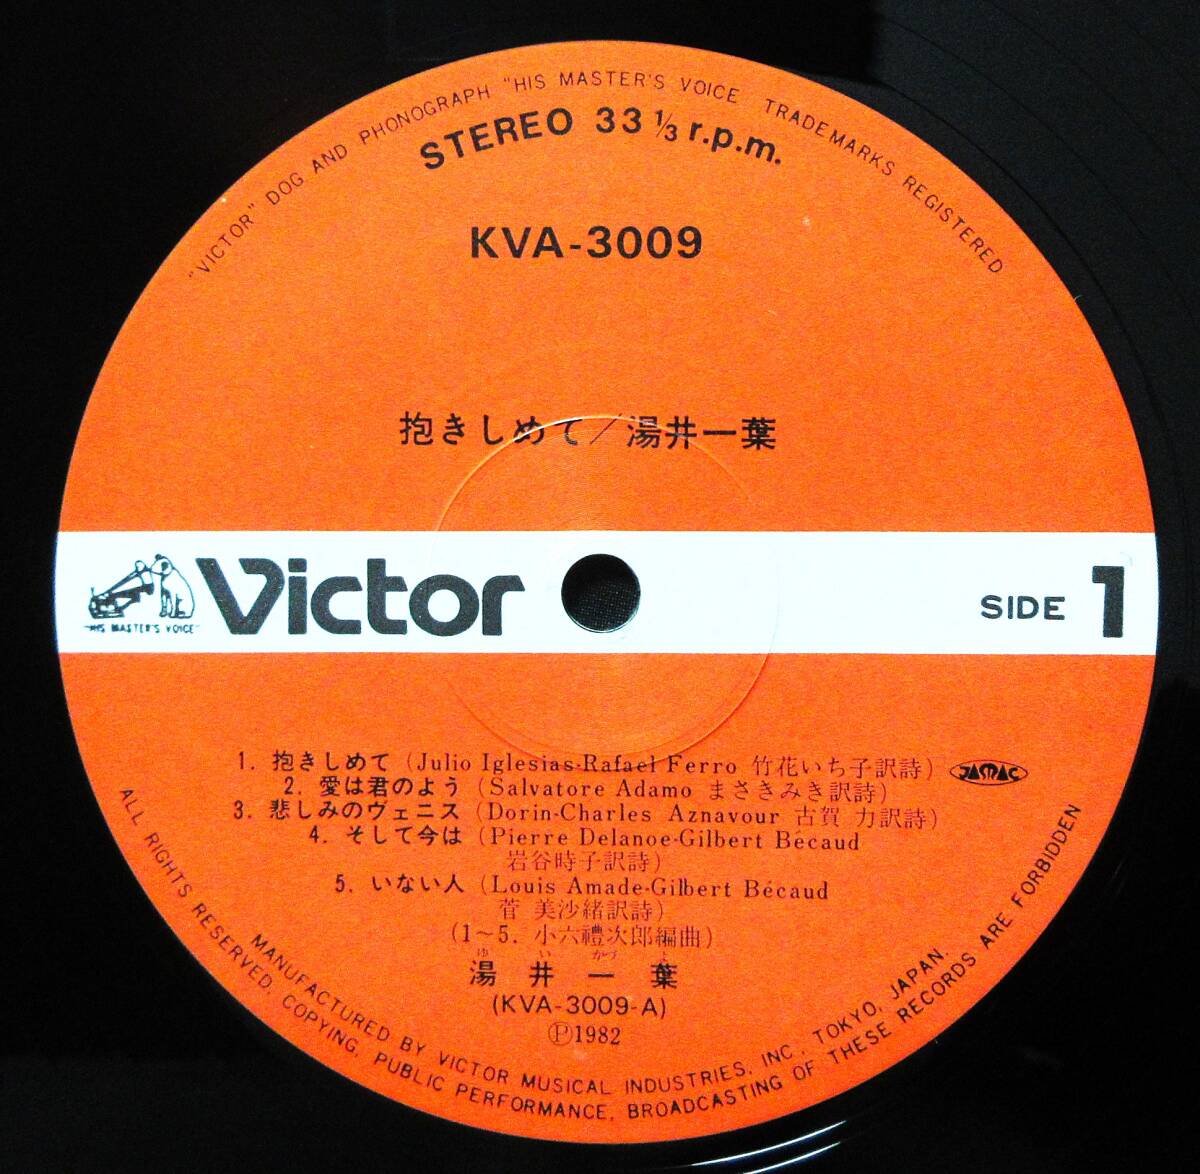 "VICTOR" DOG AND PHONOGRAPH "HIS MASTER'S VOICE TRADEMARKS REGISTERED
STEREO 33 1/3 r.p.m.
KVA-3009
抱きしめて/湯井一葉
"HIS MASTER'S VOICE"
Victor
SIDE 1
1. 抱きしめて (Julio Iglesias-Rafael Ferro 竹花いち子訳詩) JASRAC
2. 愛は君のよう (Salvatore Adamo まさきみき訳詩)
3. 悲しみのヴェニス (Dorin-Charles Aznavour 古賀 力訳詩)
4. そして今は (Pierre Delanoe-Gilbert Bécaud
岩谷時子訳詩)
5. いない人 (Louis Amade-Gilbert Bécaud
菅 美沙緒訳詩)
(1~5. 小六禮次郎編曲)
ゆ い かづ よ
湯井一葉
(KVA-3009-A)
Ⓟ1982
MANUFACTURED BY VICTOR MUSICAL INDUSTRIES, INC. TOKYO, JAPAN.
ALL RIGHTS RESERVED. COPYING, PUBLIC PERFORMANCE, BROADCASTING OF THESE RECORDS ARE FORBIDDEN